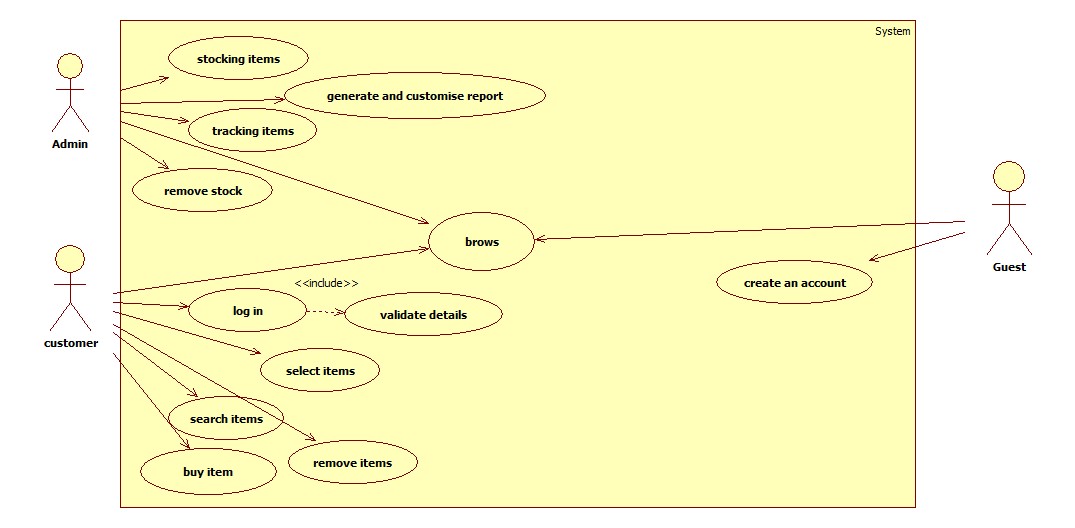 System
stocking items
generate and customise report
tracking items
Admin
remove stock
brows
Guest
create an account
<<include>>
log in
validate details
customer
select items
search items
remove items
buy item